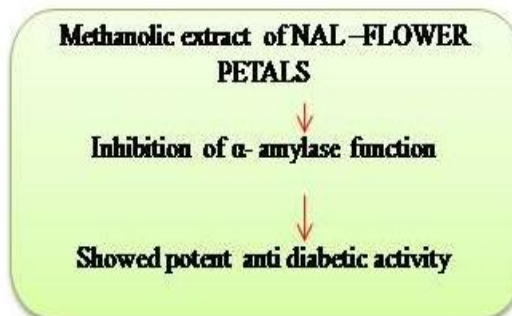 Methanolic extract of NAL –FLOWER
PETALS
Inhibition of α- amylase function
Showed potent anti diabetic activity